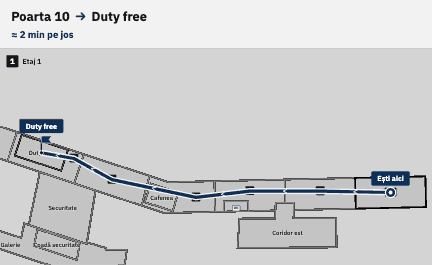 Poarta 10 → Duty free
≈ 2 min pe jos
1 Etaj 1
Duty free
Ești aici
Cafenea
Securitate
Coridor est
Galerie
Coadă securitate